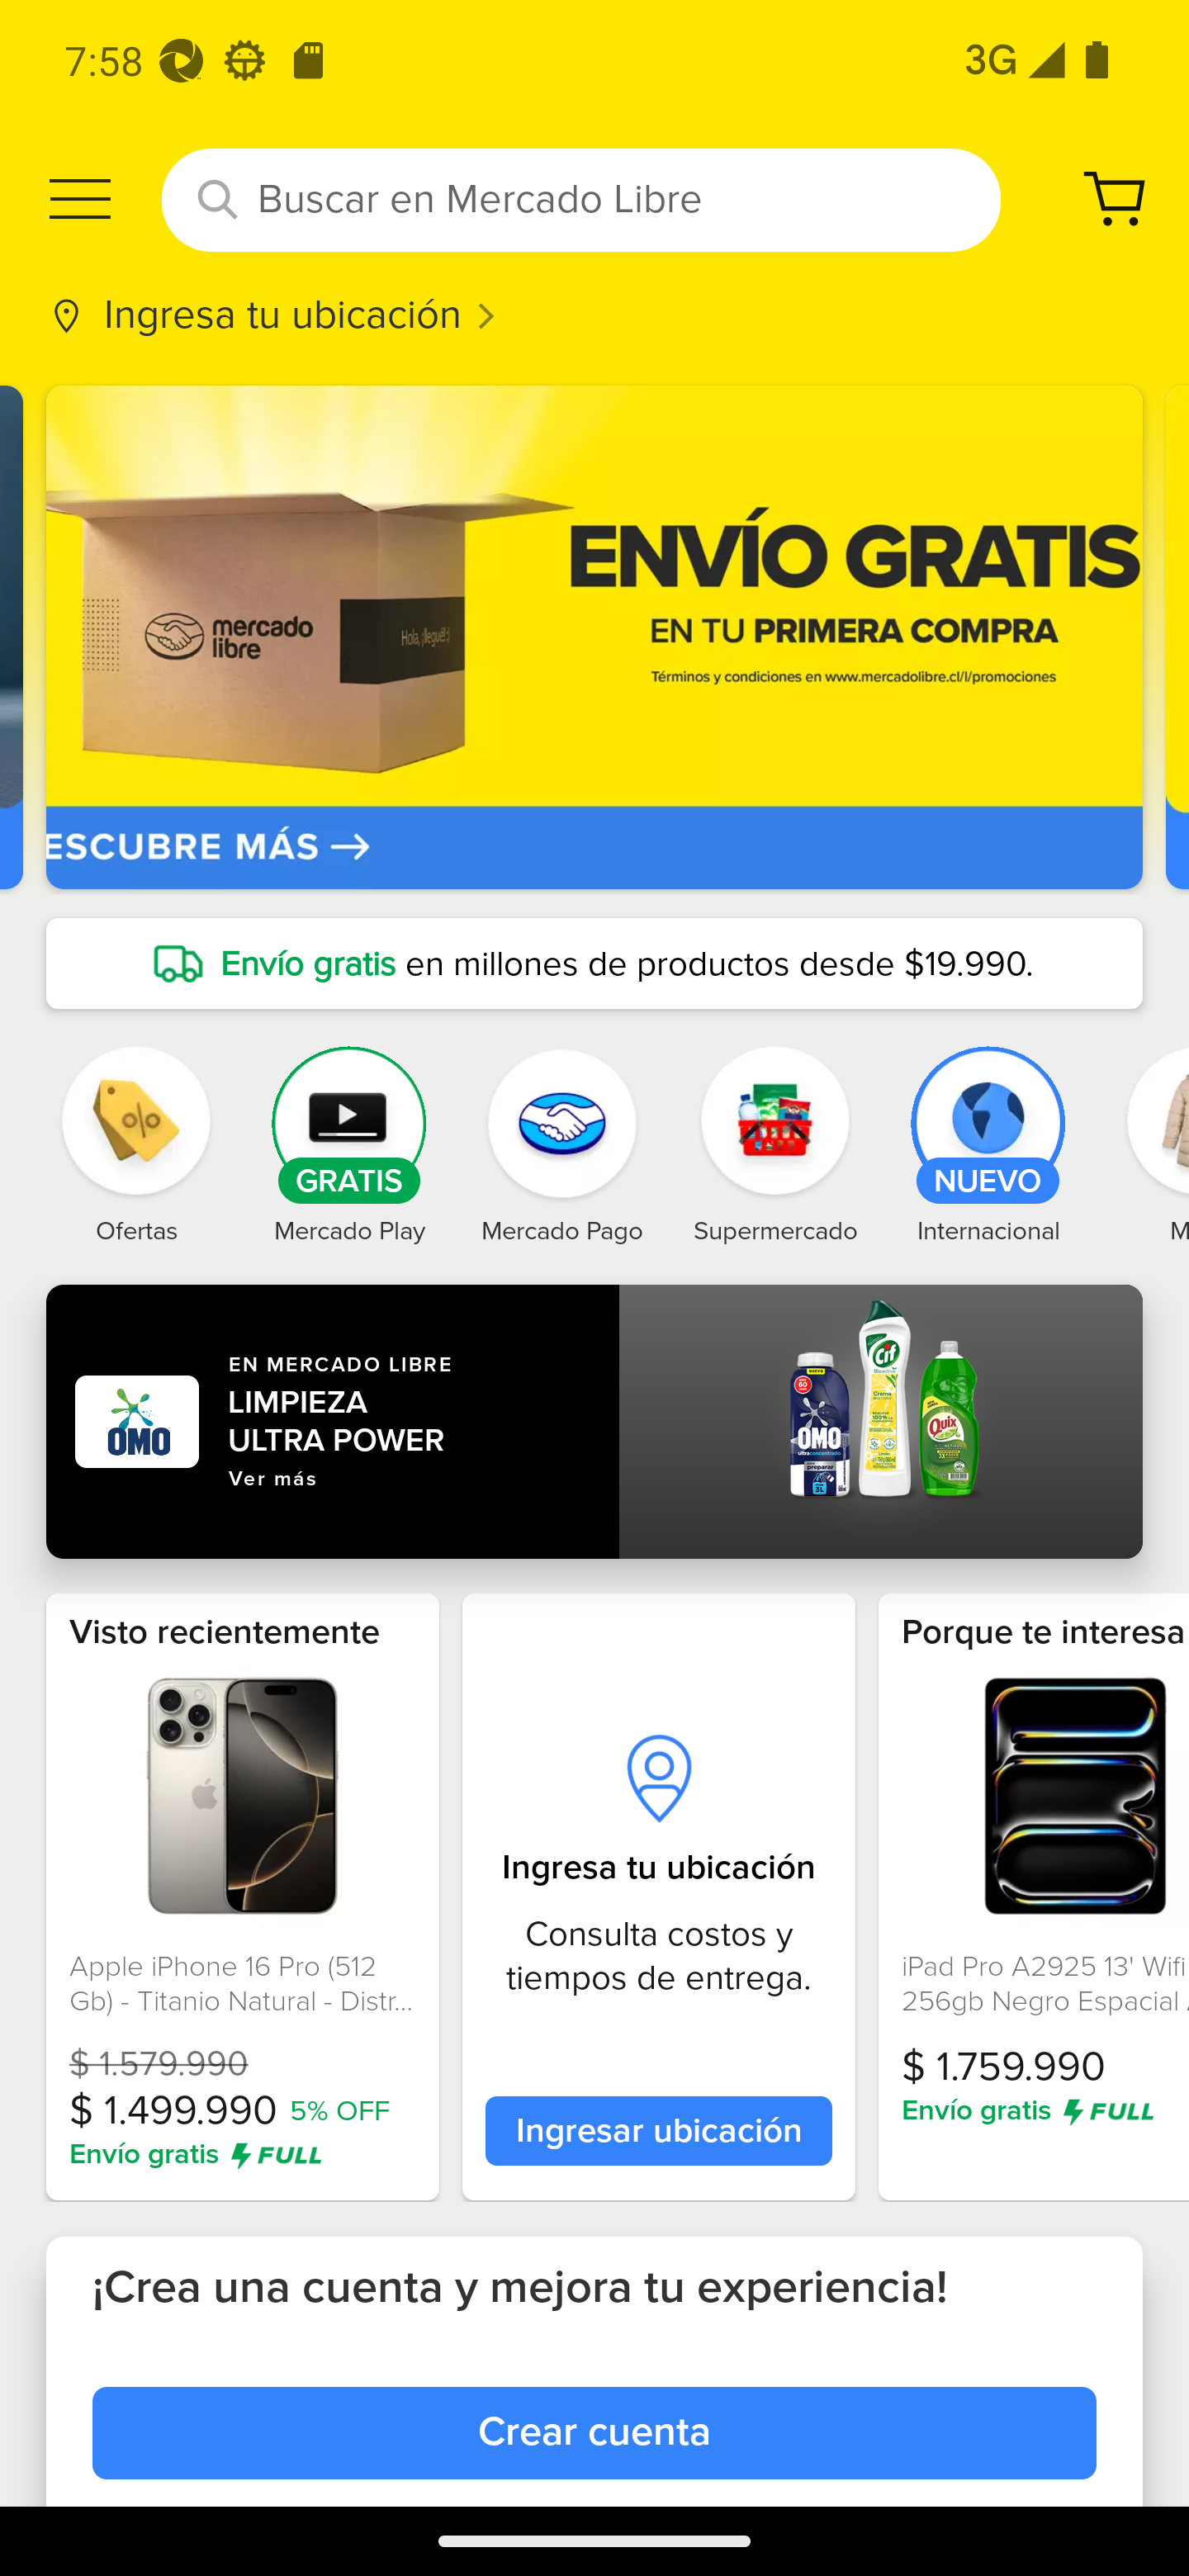 7:58
3G
Buscar en Mercado Libre
Ingresa tu ubicación
ENVÍO GRATIS
EN TU PRIMERA COMPRA
Términos y condiciones en www.mercadolibre.cl/l/promociones
mercado
libre
Hola, ¡llegué!:)
ESCUBRE MÁS →
Envío gratis en millones de productos desde $19.990.
GRATIS
NUEVO
Ofertas
Mercado Play
Mercado Pago
Supermercado
Internacional
M
EN MERCADO LIBRE
LIMPIEZA
ULTRA POWER
Ver más
OMO
OMO
Cif
Quix
Visto recientemente
Apple iPhone 16 Pro (512
Gb) - Titanio Natural - Distr...
$ 1.579.990
$ 1.499.990 5% OFF
Envío gratis FULL
Ingresa tu ubicación
Consulta costos y
tiempos de entrega.
Ingresar ubicación
Porque te interesa
iPad Pro A2925 13' Wifi
256gb Negro Espacial
$ 1.759.990
Envío gratis FULL
¡Crea una cuenta y mejora tu experiencia!
Crear cuenta